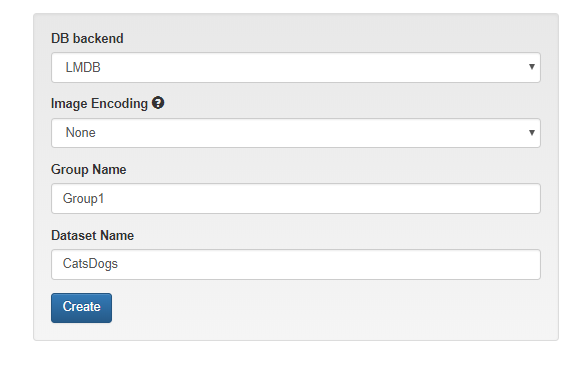 DB backend
LMDB
Image Encoding
None
Group Name
Group1
Dataset Name
CatsDogs
Create